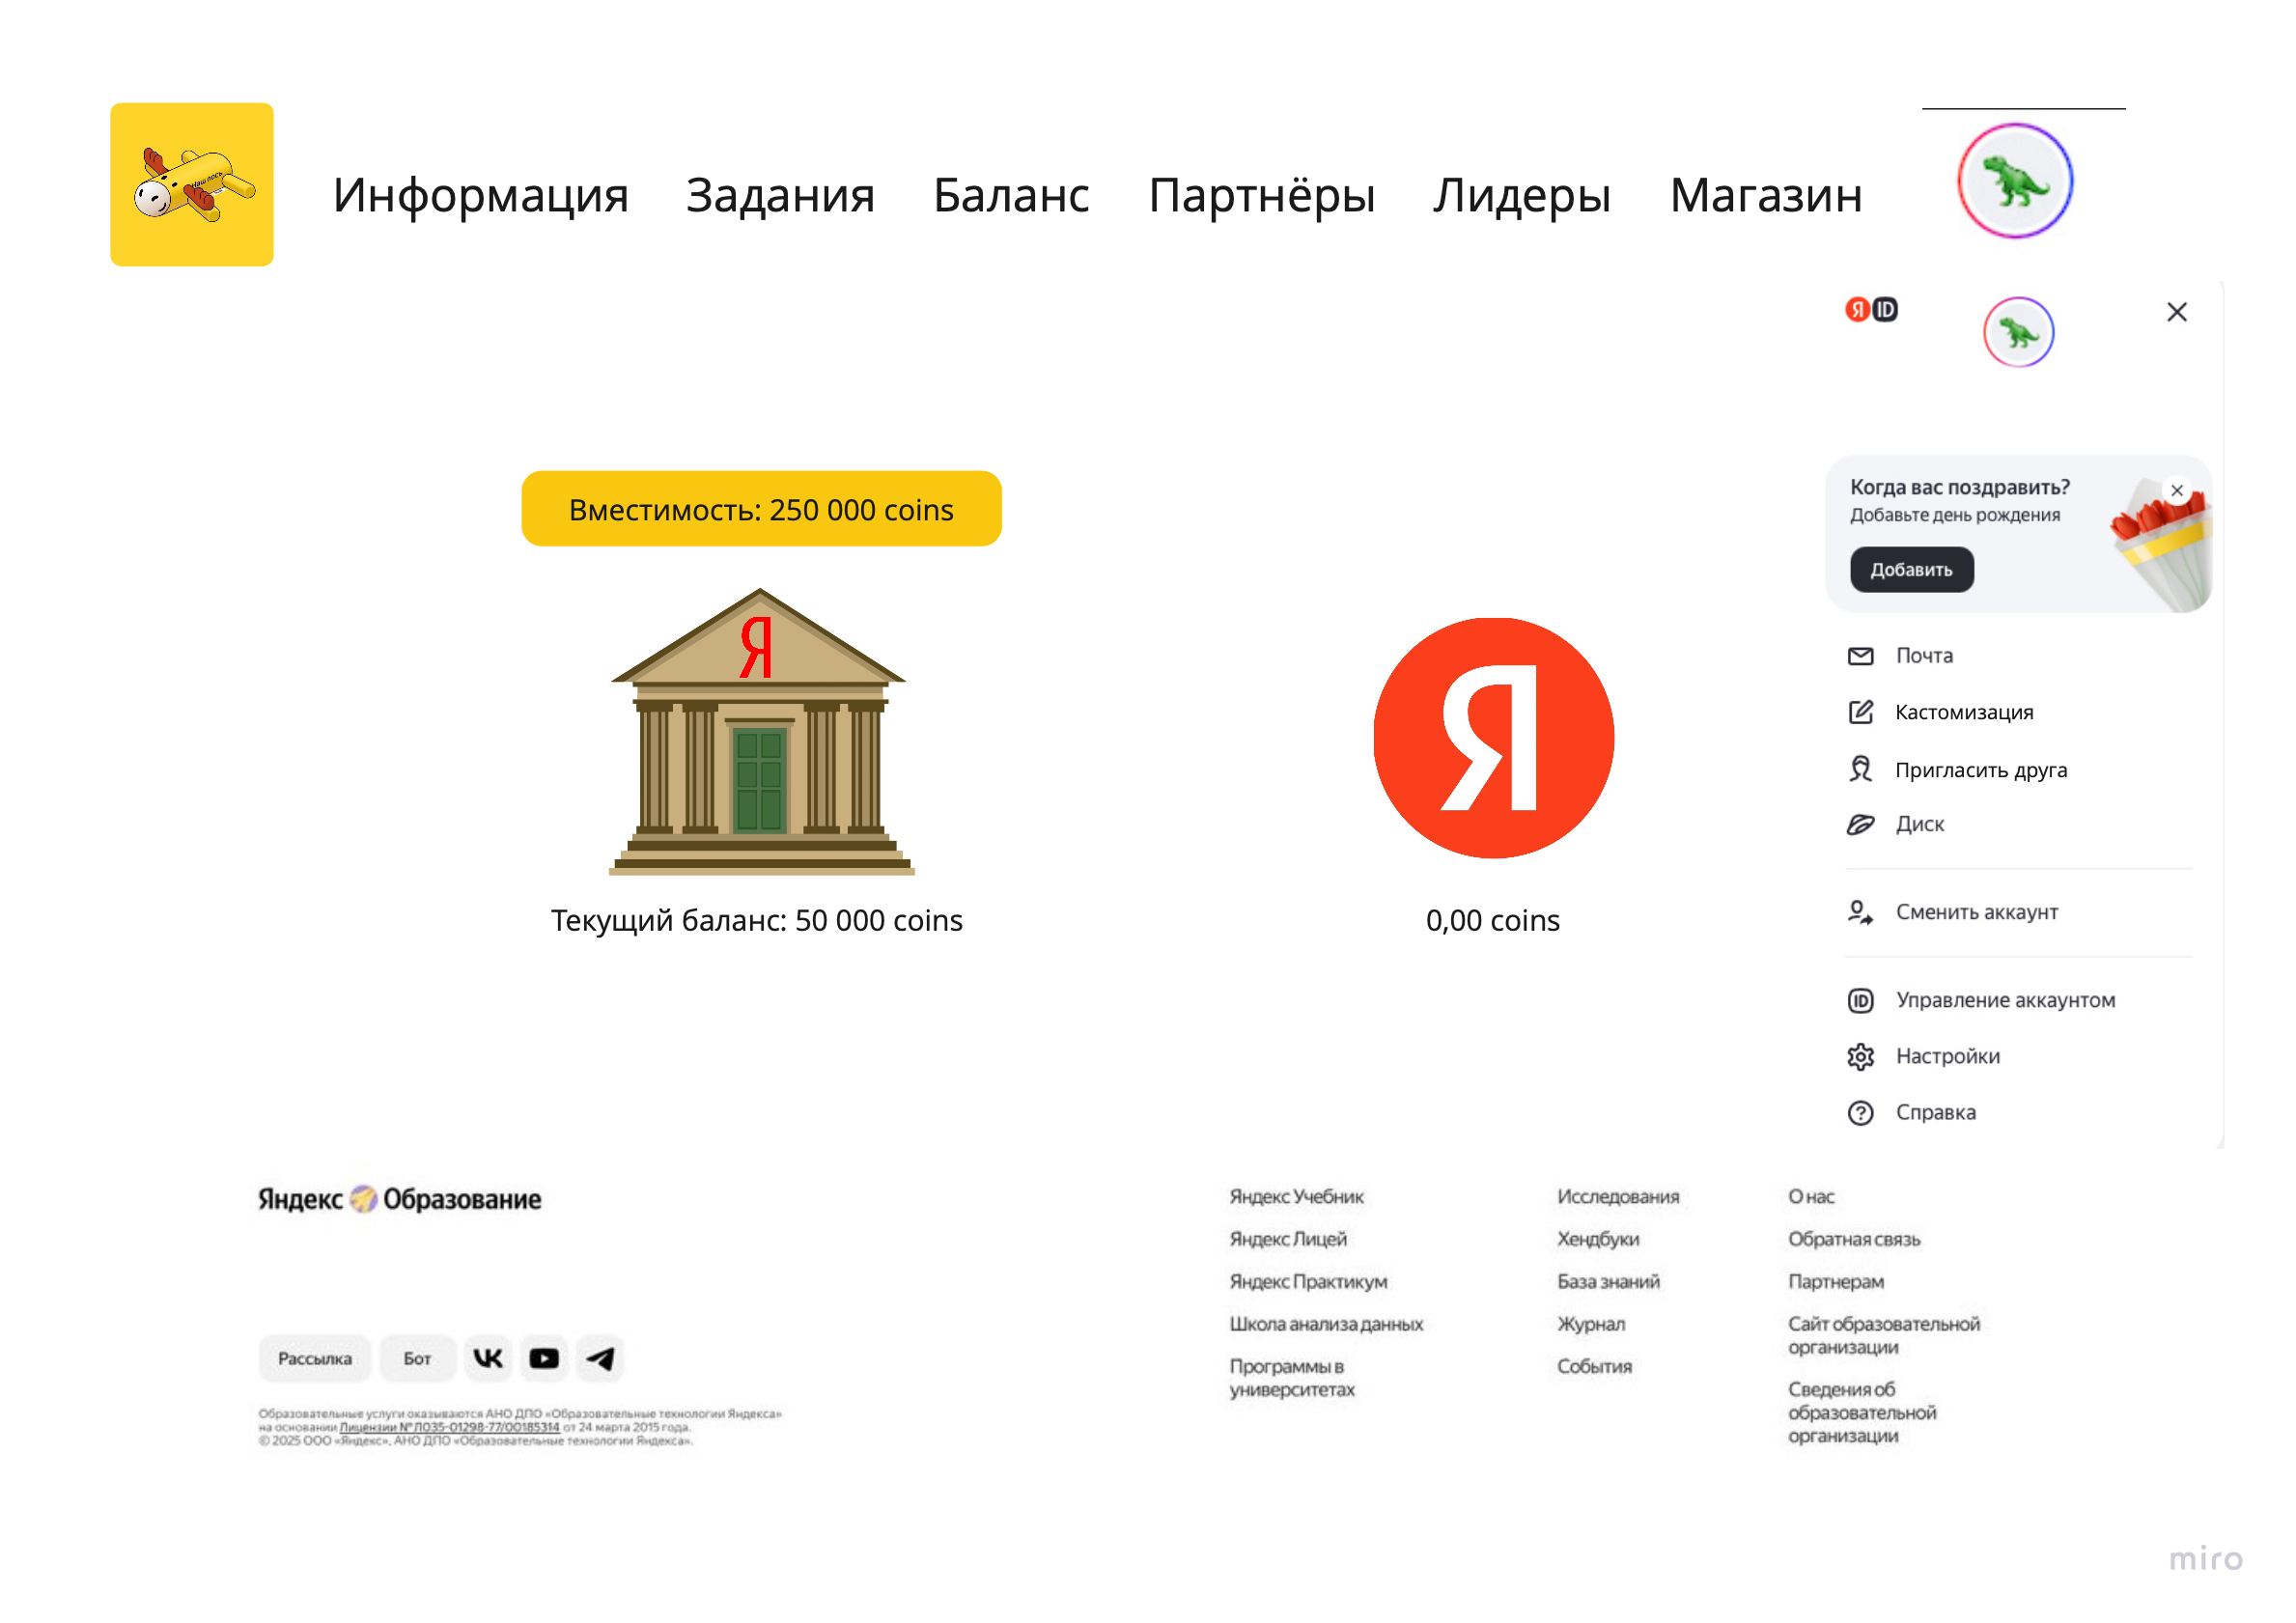 Наш лось
Информация
Задания
Баланс
Партнёры
Лидеры
Магазин
Я ID
Вместимость: 250 000 coins
Я
Текущий баланс: 50 000 coins
Я
0,00 coins
Когда вас поздравить?
Добавьте день рождения
Добавить
Почта
Кастомизация
Пригласить друга
Диск
Сменить аккаунт
ID
Управление аккаунтом
Настройки
Справка
Яндекс Образование
Рассылка
Бот
Образовательные услуги оказываются АНО ДПО «Образовательные технологии Яндекса»
на основании Лицензии № Л035-01298-77/00185314 от 24 марта 2015 года.
© 2025 ООО «Яндекс», АНО ДПО «Образовательные технологии Яндекса».
Яндекс Учебник
Яндекс Лицей
Яндекс Практикум
Школа анализа данных
Программы в
университетах
Исследования
Хендбуки
База знаний
Журнал
События
О нас
Обратная связь
Партнерам
Сайт образовательной
организации
Сведения об
образовательной
организации
miro